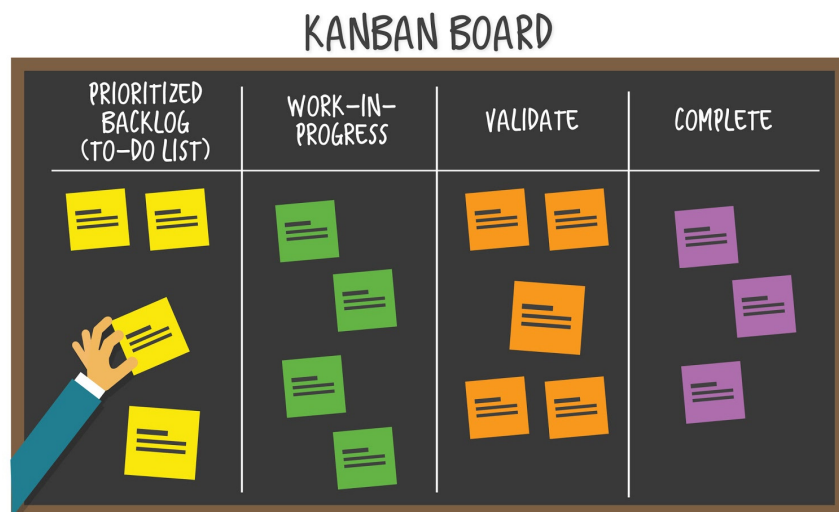 KANBAN BOARD
PRIORITIZED
BACKLOG
(TO-DO LIST)
WORK-IN-
PROGRESS
VALIDATE
COMPLETE